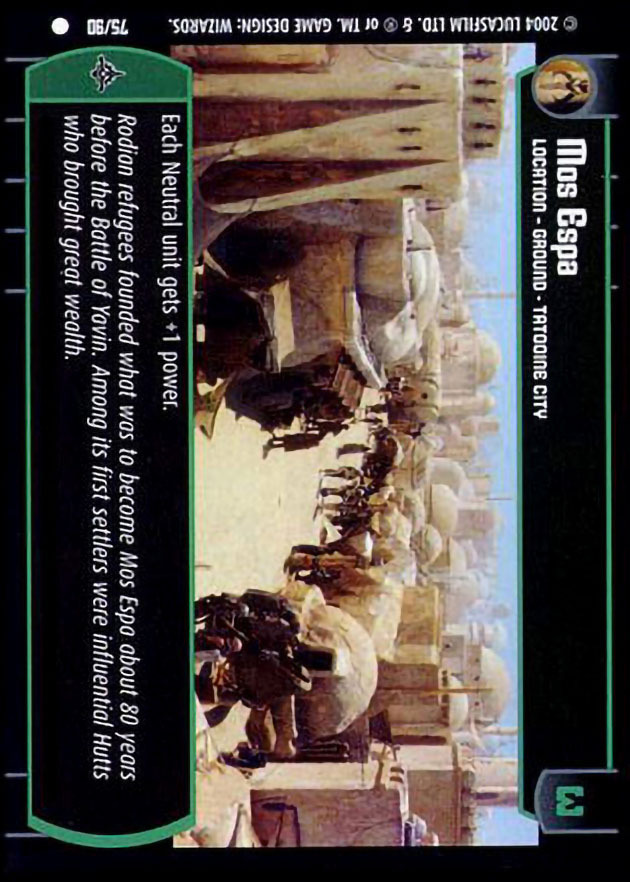 Mos Espa
LOCATION - GROUND - TATOOINE CITY
3
Each Neutral unit gets +1 power.
Rodian refugees founded what was to become Mos Espa about 80 years
before the Battle of Yavin. Among its first settlers were influential Hutts
who brought great wealth.
© 2004 LUCASFILM LTD. & ® or TM. GAME DESIGN: WIZARDS.
75/90